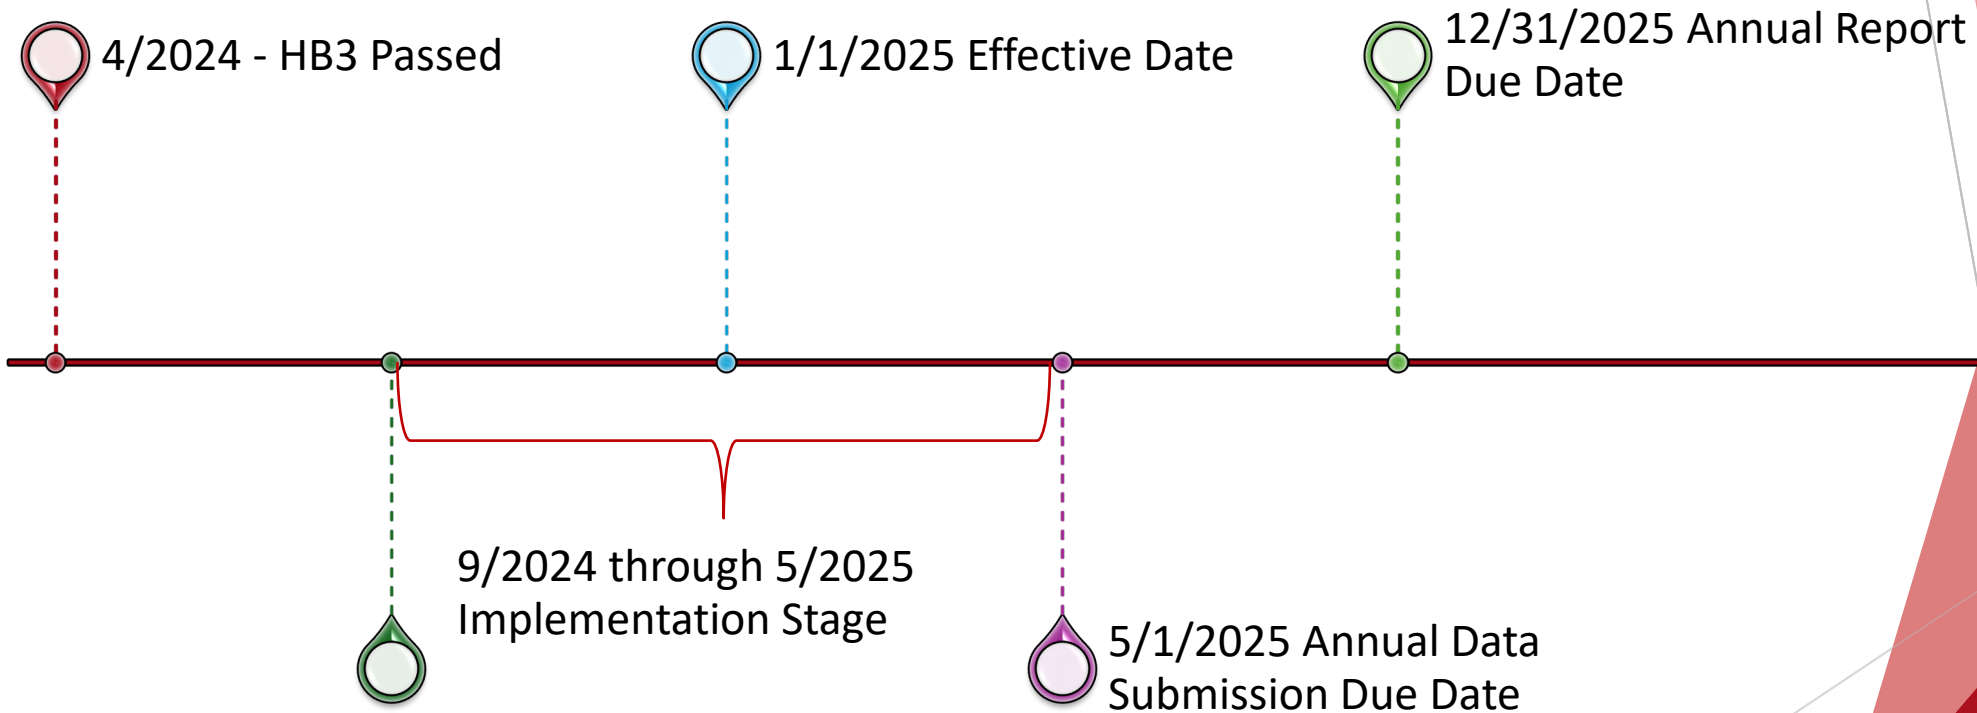 4/2024 - HB3 Passed
1/1/2025 Effective Date
12/31/2025 Annual Report
Due Date
9/2024 through 5/2025
Implementation Stage
5/1/2025 Annual Data
Submission Due Date